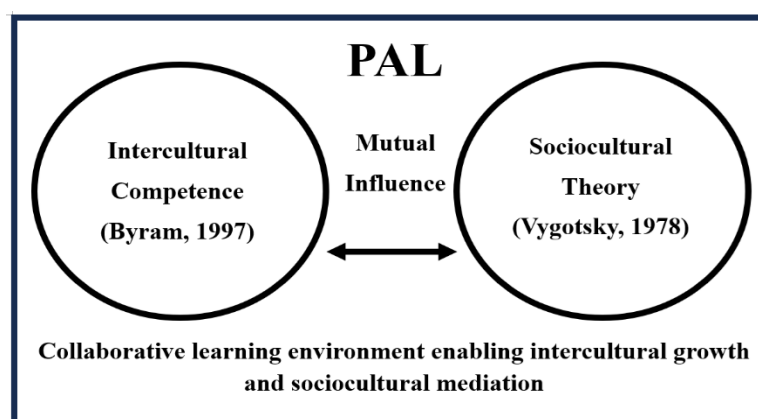 PAL
Intercultural
Competence
(Byram, 1997)
Mutual
Influence
Sociocultural
Theory
(Vygotsky, 1978)
Collaborative learning environment enabling intercultural growth
and sociocultural mediation